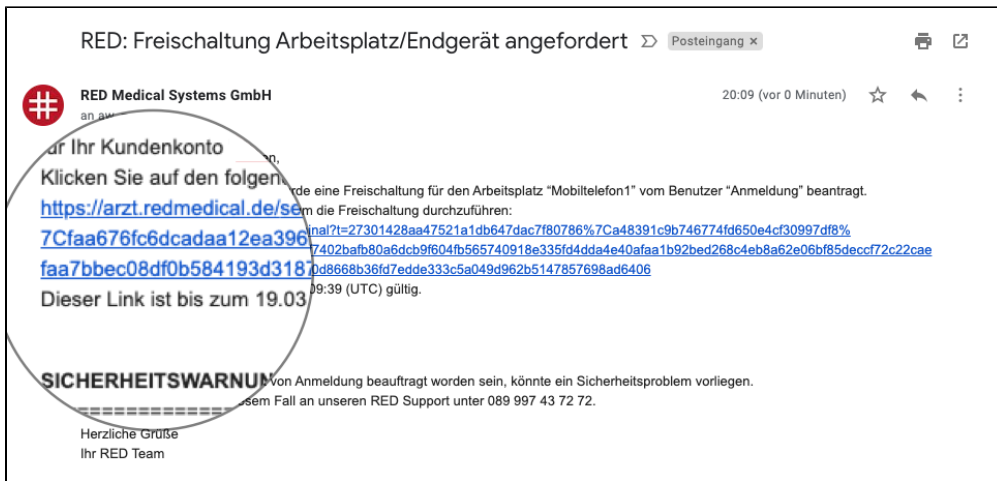 RED: Freischaltung Arbeitsplatz/Endgerät angefordert Posteingang ×
RED Medical Systems GmbH 20:09 (vor 0 Minuten)
an
Ihr Kundenkonto
Klicken Sie auf den folgen
eine Freischaltung für den Arbeitsplatz “Mobiltelefon1” vom Benutzer “Anmeldung” beantragt.
https://arzt.redmedical.de/se
die Freischaltung durchzuführen:
inal?t=27301428aa47521a1db647dac7f80786%7Ca48391c9b746774fd650e4cf30997df8%
7Cfaa676fc6dcadaa12ea396
f7402bafb80a6dcb9f604fb565740918e335fd4dda4e40afaa1b92bed268c4eb8a62e06bf85deccf72c22cae
faa7bbec08df0b584193d3187
0d8668b36fd7edde333c5a049d962b5147857698ad6406
Dieser Link ist bis zum 19.03
09:39 (UTC) gültig.
SICHERHEITSWARNUN
von Anmeldung beauftragt worden sein, könnte ein Sicherheitsproblem vorliegen.
Fall an unseren RED Support unter 089 997 43 72 72.
=============
Herzliche Grüße
Ihr RED Team